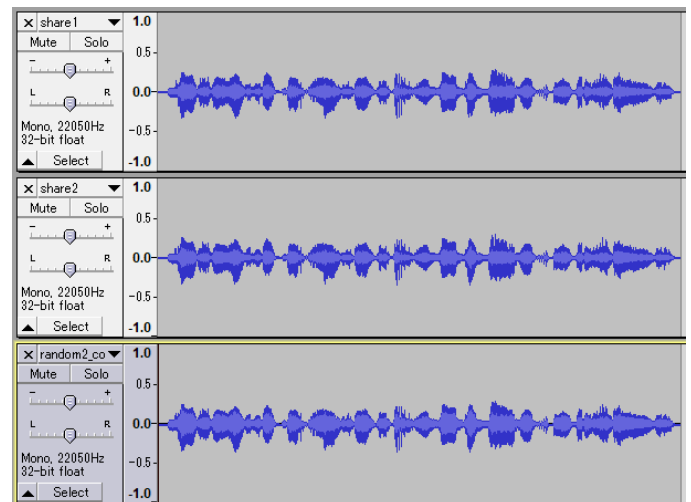 × share1 ▼ 1.0
Mute Solo
0.5-
- +
L R
0.0-
Mono, 22050Hz
32-bit float
-0.5-
▲ Select -1.0
× share2 ▼ 1.0
Mute Solo
0.5-
- +
L R
0.0-
Mono, 22050Hz
32-bit float
-0.5-
▲ Select -1.0
× random2_co ▼ 1.0
Mute Solo
0.5-
- +
L R
0.0-
Mono, 22050Hz
32-bit float
-0.5-
▲ Select -1.0